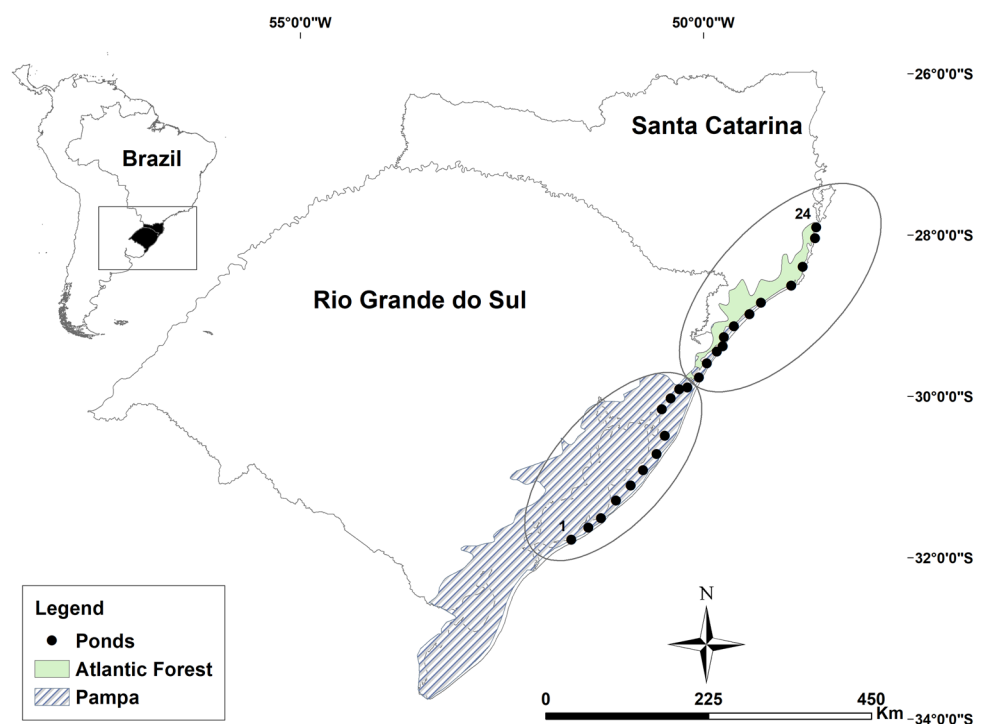 55°0'0"W
50°0'0"W
26°0'0"S
Santa Catarina
Brazil
24
28°0'0"S
Rio Grande do Sul
30°0'0"S
1
32°0'0"S
Legend
Ponds
Atlantic Forest
Pampa
N
0 225 450
Km
34°0'0"S